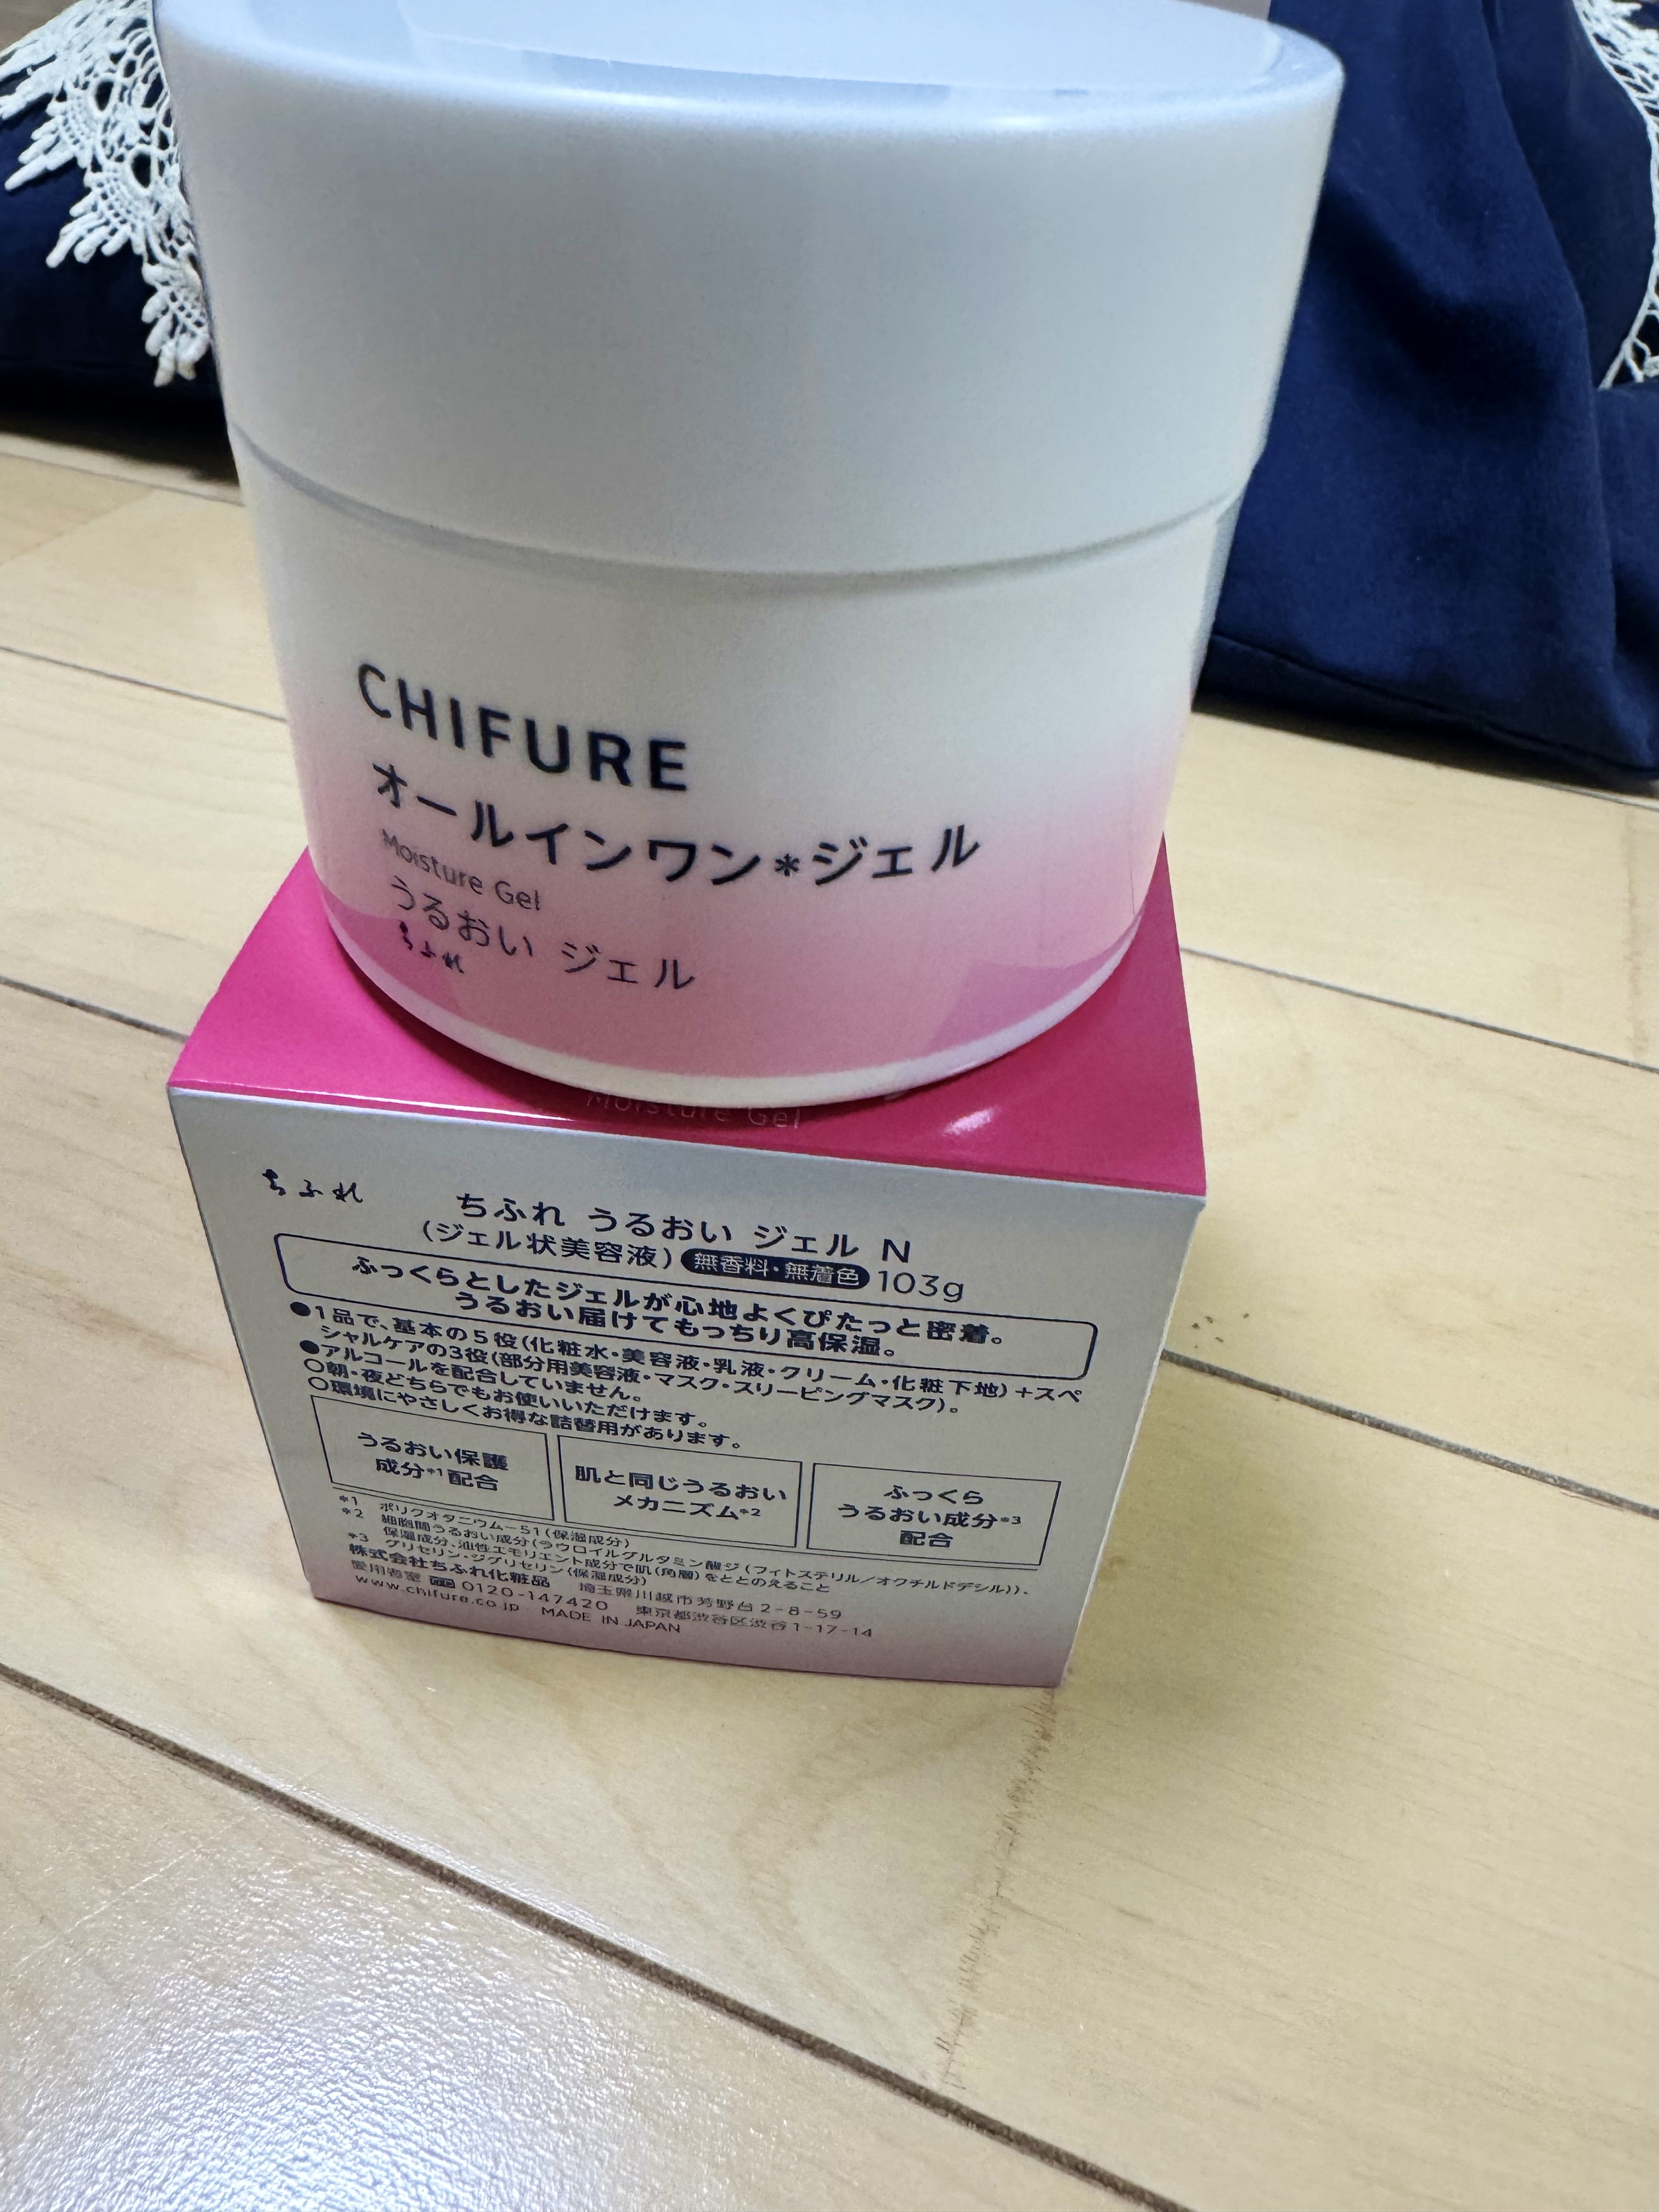 CHIFURE
オールインワン*ジェル
Moisture Gel
うるおい ジェル
ちふれ
Moisture Gel
ちふれ
ちふれ うるおい ジェル N
(ジェル状美容液) 無香料・無着色 103g
ふっくらとしたジェルが心地よくぴたっと密着。
うるおい届けてもっちり高保湿。
●1品で、基本の5役(化粧水・美容液・乳液・クリーム・化粧下地)+スペ
シャルケアの3役(部分用美容液・マスク・スリーピングマスク)。
●アルコールを配合していません。
○朝・夜どちらでもお使いいただけます。
○環境にやさしくお得な詰替用があります。
うるおい保護
成分*1配合
肌と同じうるおい
メカニズム*2
ふっくら
うるおい成分*3
配合
*1 ポリクオタニウム-51(保湿成分)
*2 細胞間うるおい成分(ラウロイルグルタミン酸ジ(フィトステリル/オクチルドデシル))、
保湿成分、油性エモリエント成分で肌(角層)をととのえること
*3 グリセリン・ジグリセリン(保湿成分)
株式会社ちふれ化粧品 埼玉県川越市芳野台2-8-59
愛用者室 0120-147420 東京都渋谷区渋谷1-17-14
www.chifure.co.jp MADE IN JAPAN